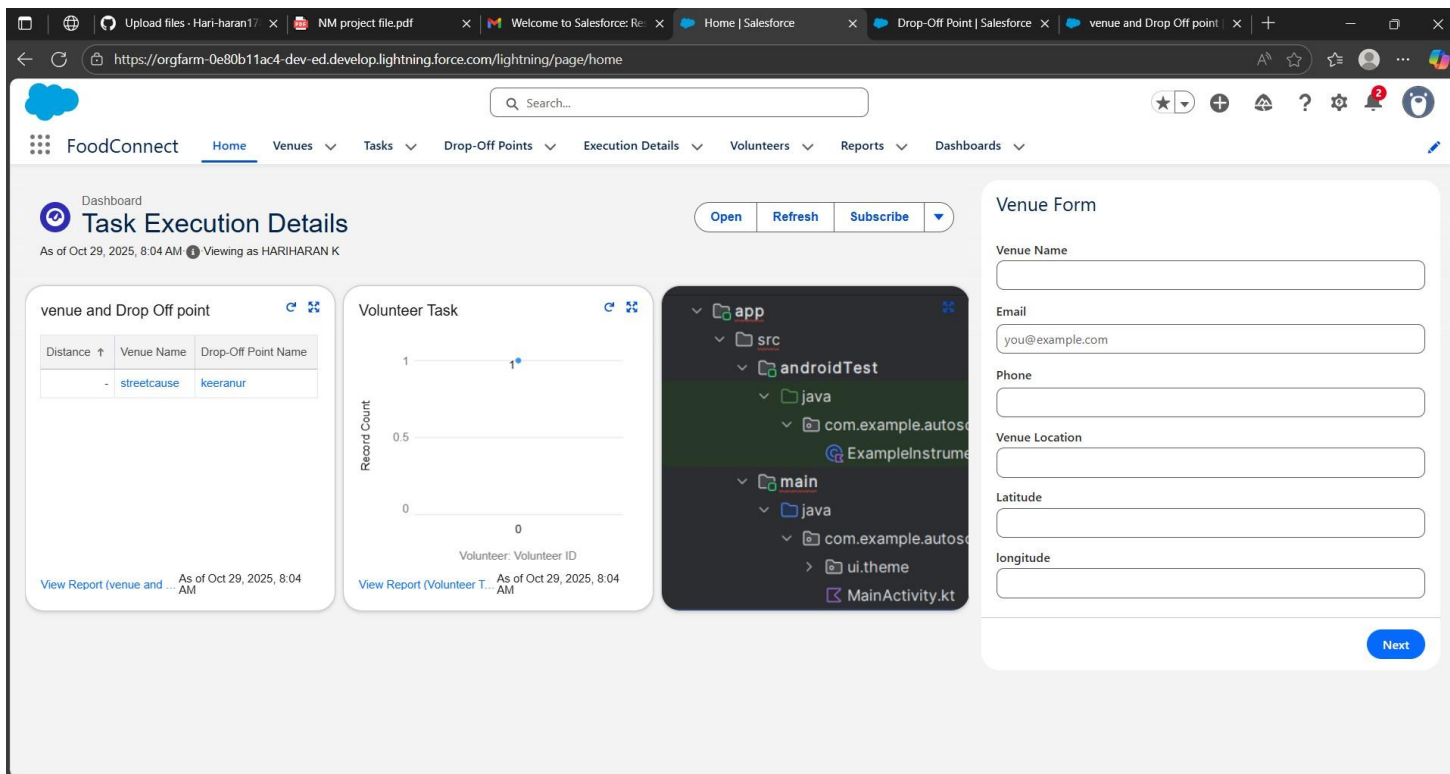 Upload files · Hari-haran17
NM project file.pdf
Welcome to Salesforce: Re
Home | Salesforce
Drop-Off Point | Salesforce
venue and Drop Off point |
https://orgfarm-0e80b11ac4-dev-ed.develop.lightning.force.com/lightning/page/home
Search...
2
FoodConnect
Home
Venues
Tasks
Drop-Off Points
Execution Details
Volunteers
Reports
Dashboards
Dashboard
Task Execution Details
As of Oct 29, 2025, 8:04 AM·Viewing as HARIHARAN K
Open
Refresh
Subscribe
venue and Drop Off point
Distance ↑ Venue Name Drop-Off Point Name
- streetcause keeranur
View Report (venue and ...
As of Oct 29, 2025, 8:04
AM
Volunteer Task
Record Count
1
1
0.5
0
0
Volunteer: Volunteer ID
View Report (Volunteer T...
As of Oct 29, 2025, 8:04
AM
app
src
androidTest
java
com.example.autosc
ExampleInstrume
main
java
com.example.autosc
ui.theme
MainActivity.kt
Venue Form
Venue Name
Email
you@example.com
Phone
Venue Location
Latitude
longitude
Next